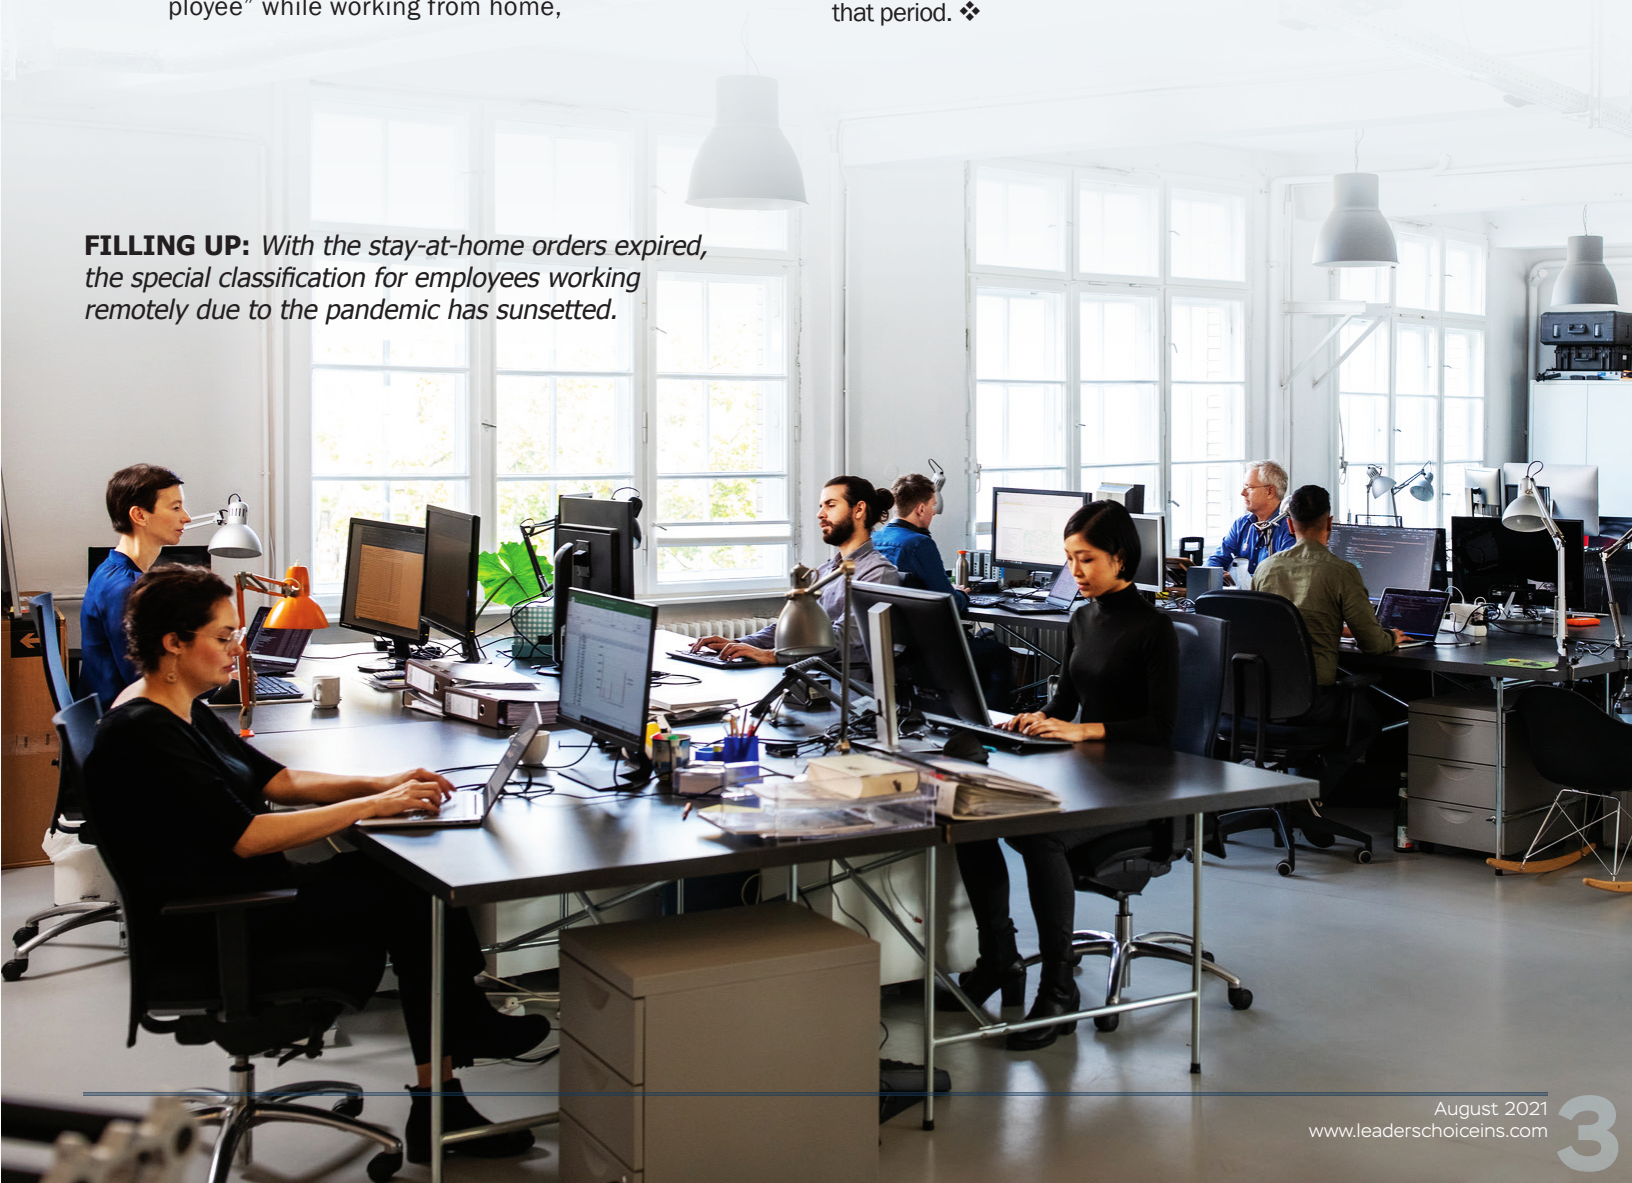 ployee” while working from home,
that period. ❖
FILLING UP: With the stay-at-home orders expired,
the special classification for employees working
remotely due to the pandemic has sunsetted.
August 2021
www.leaderschoiceins.com
3